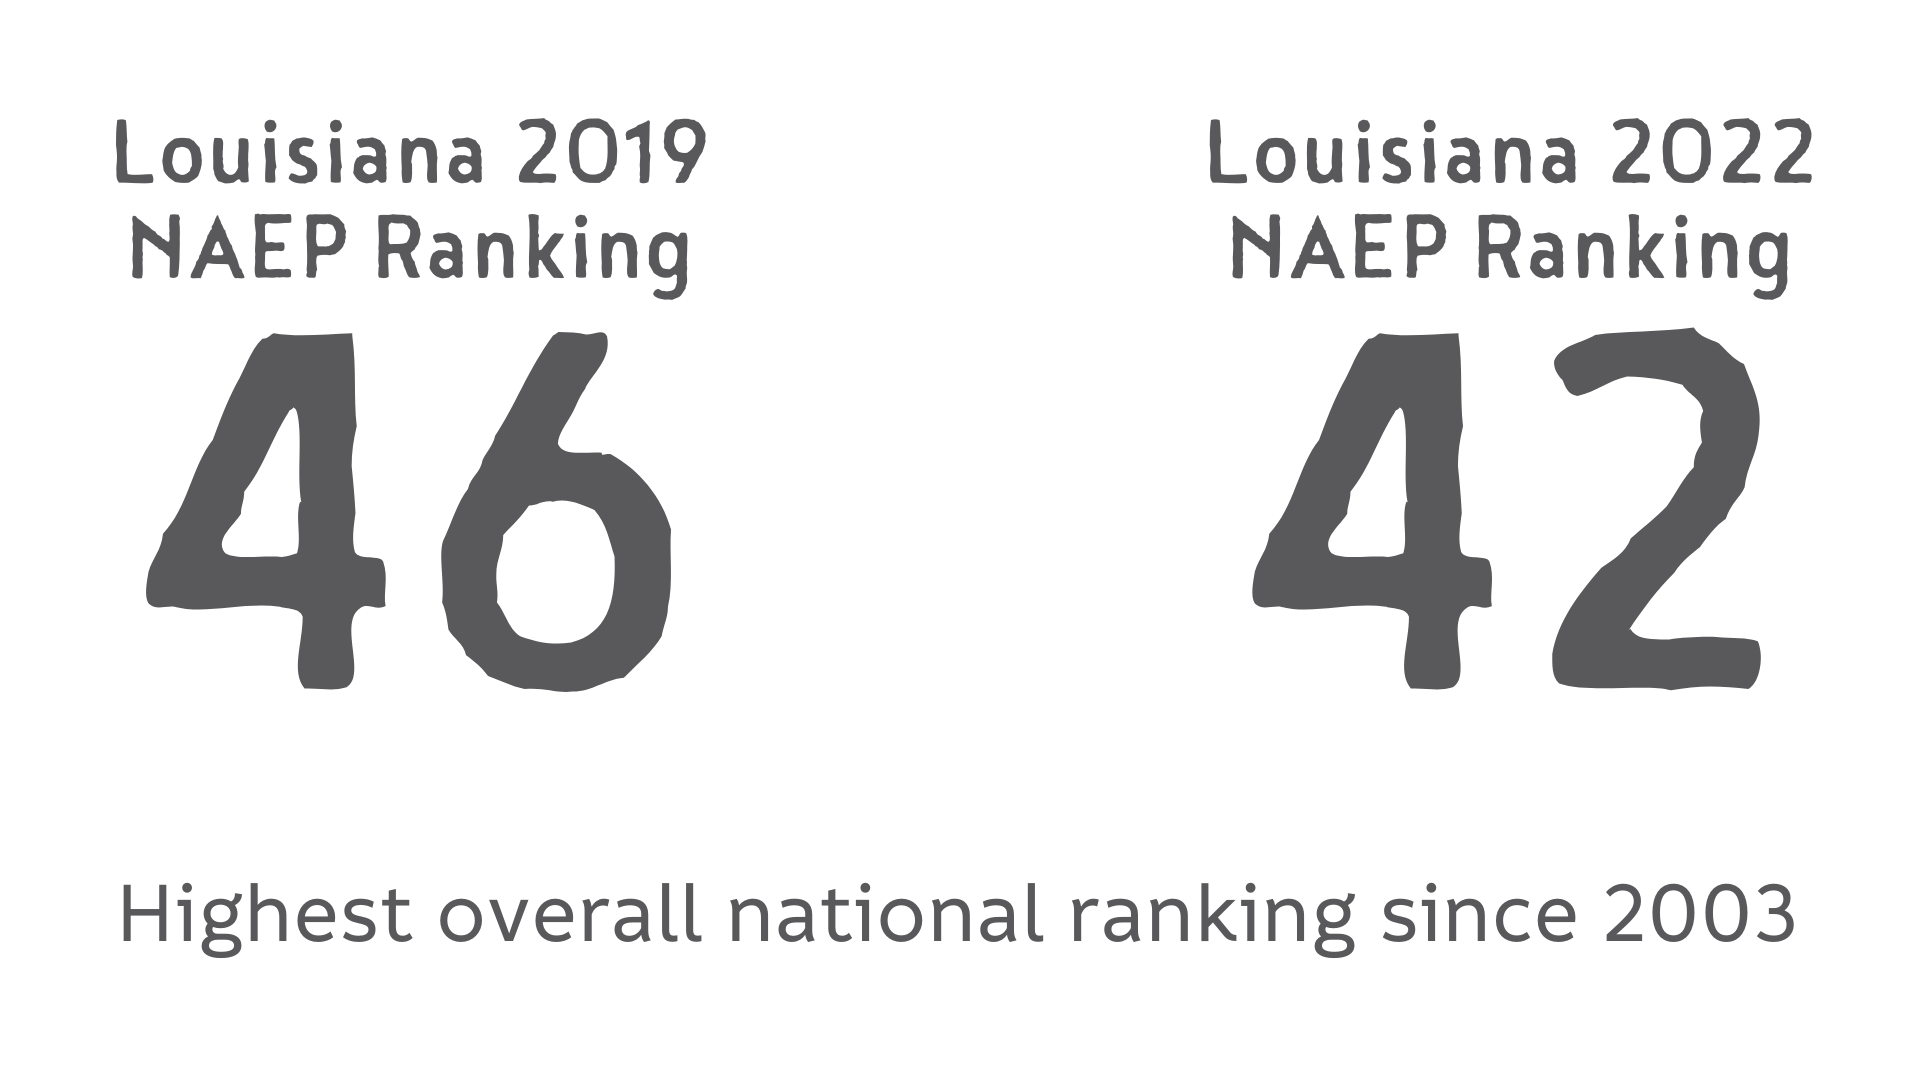 Louisiana 2019
NAEP Ranking
46
Louisiana 2022
NAEP Ranking
42
Highest overall national ranking since 2003